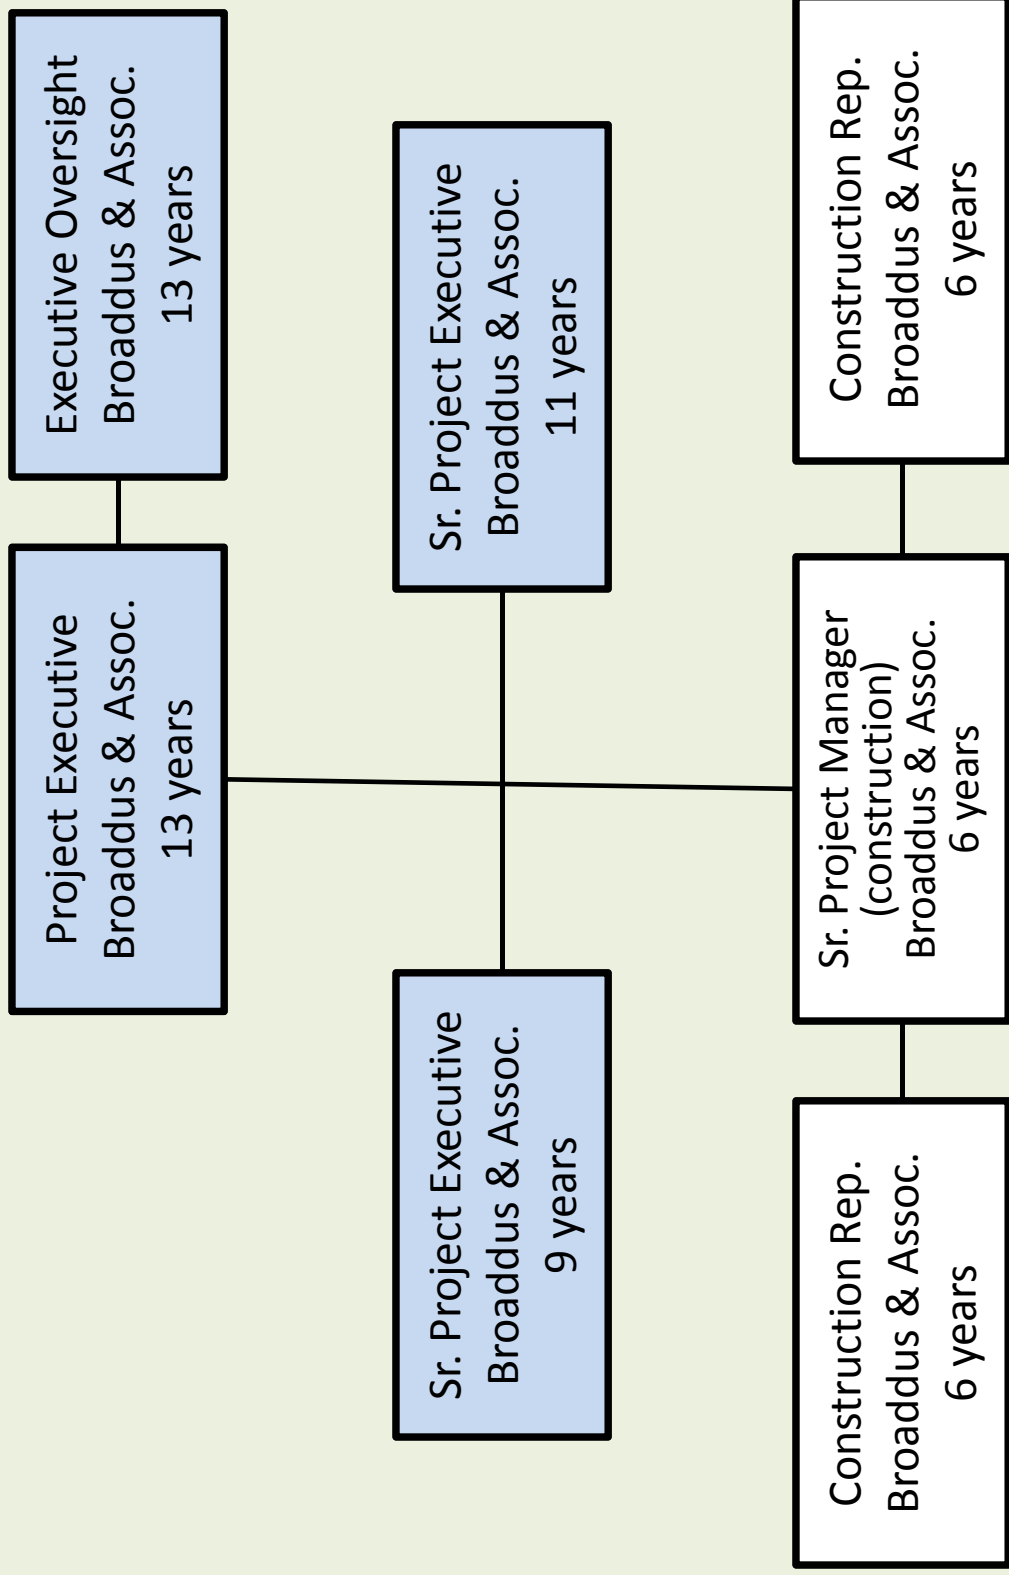 Project Executive
Broaddus & Assoc.
13 years
Executive Oversight
Broaddus & Assoc.
13 years
Sr. Project Executive
Broaddus & Assoc.
9 years
Sr. Project Executive
Broaddus & Assoc.
11 years
Construction Rep.
Broaddus & Assoc.
6 years
Sr. Project Manager
(construction)
Broaddus & Assoc.
6 years
Construction Rep.
Broaddus & Assoc.
6 years